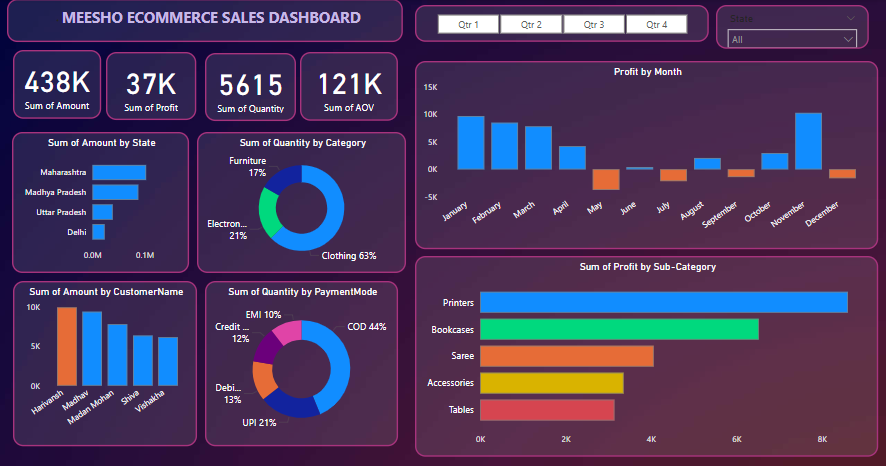 MEESHO ECOMMERCE SALES DASHBOARD
Qtr 1
Qtr 2
Qtr 3
Qtr 4
State
All
438K
Sum of Amount
37K
Sum of Profit
5615
Sum of Quantity
121K
Sum of AOV
Sum of Amount by State
Maharashtra
Madhya Pradesh
Uttar Pradesh
Delhi
0.0M
0.1M
Sum of Quantity by Category
Furniture
17%
Electron...
21%
Clothing 63%
Profit by Month
15K
10K
5K
0K
-5K
January
February
March
April
May
June
July
August
September
October
November
December
Sum of Amount by CustomerName
10K
5K
0K
Harivansh
Madhav
Madan Mohan
Shiva
Vishakha
Sum of Quantity by PaymentMode
EMI 10%
COD 44%
Credit ...
12%
Debi...
13%
UPI 21%
Sum of Profit by Sub-Category
Printers
Bookcases
Saree
Accessories
Tables
0K
2K
4K
6K
8K